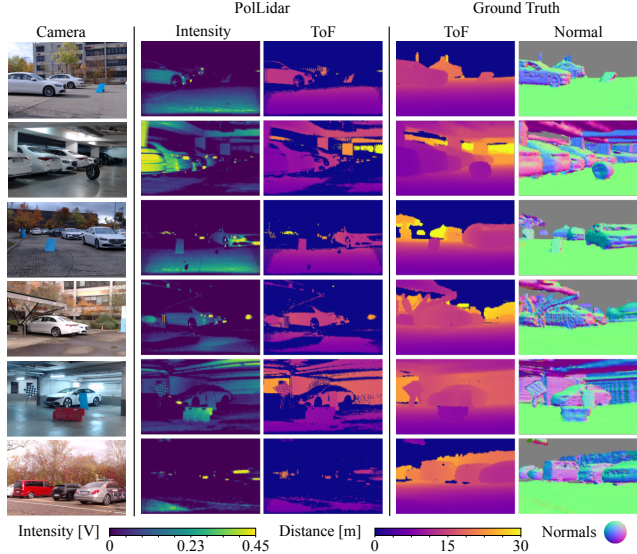 PolLidar Ground Truth
Camera Intensity ToF ToF Normal
Intensity [V] 0 0.23 0.45 Distance [m] 0 15 30 Normals